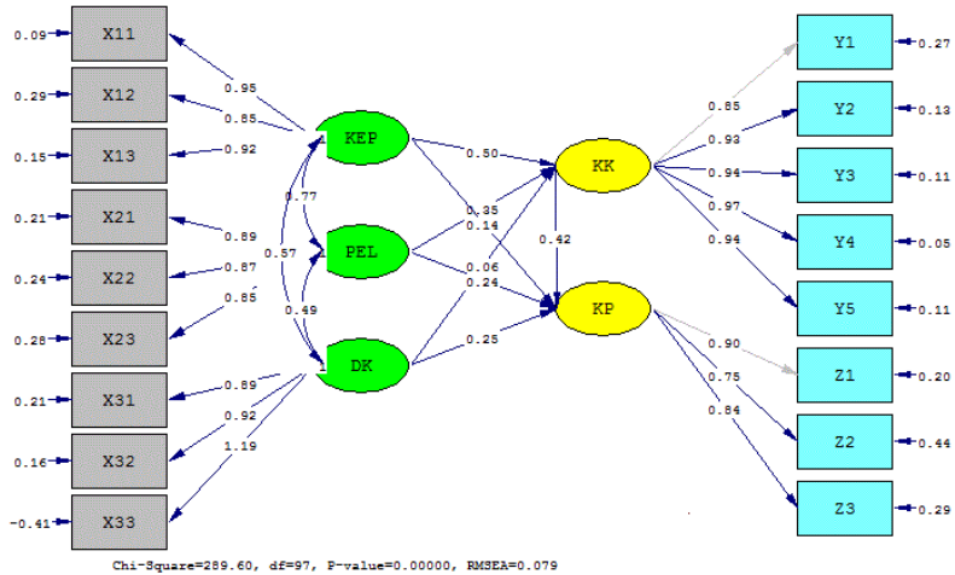 0.09 X11
0.29 X12
0.15 X13
0.21 X21
0.24 X22
0.28 X23
0.21 X31
0.16 X32
-0.41 X33
0.95
0.85
0.92
0.89
0.87
0.85
0.89
0.92
1.19
KEP
PEL
DK
0.77
0.57
0.49
0.50
0.35
0.14
0.06
0.24
0.25
0.42
KK
KP
0.85
0.93
0.94
0.97
0.94
0.90
0.75
0.84
Y1 0.27
Y2 0.13
Y3 0.11
Y4 0.05
Y5 0.11
Z1 0.20
Z2 0.44
Z3 0.29
Chi-Square=289.60, df=97, P-value=0.00000, RMSEA=0.079